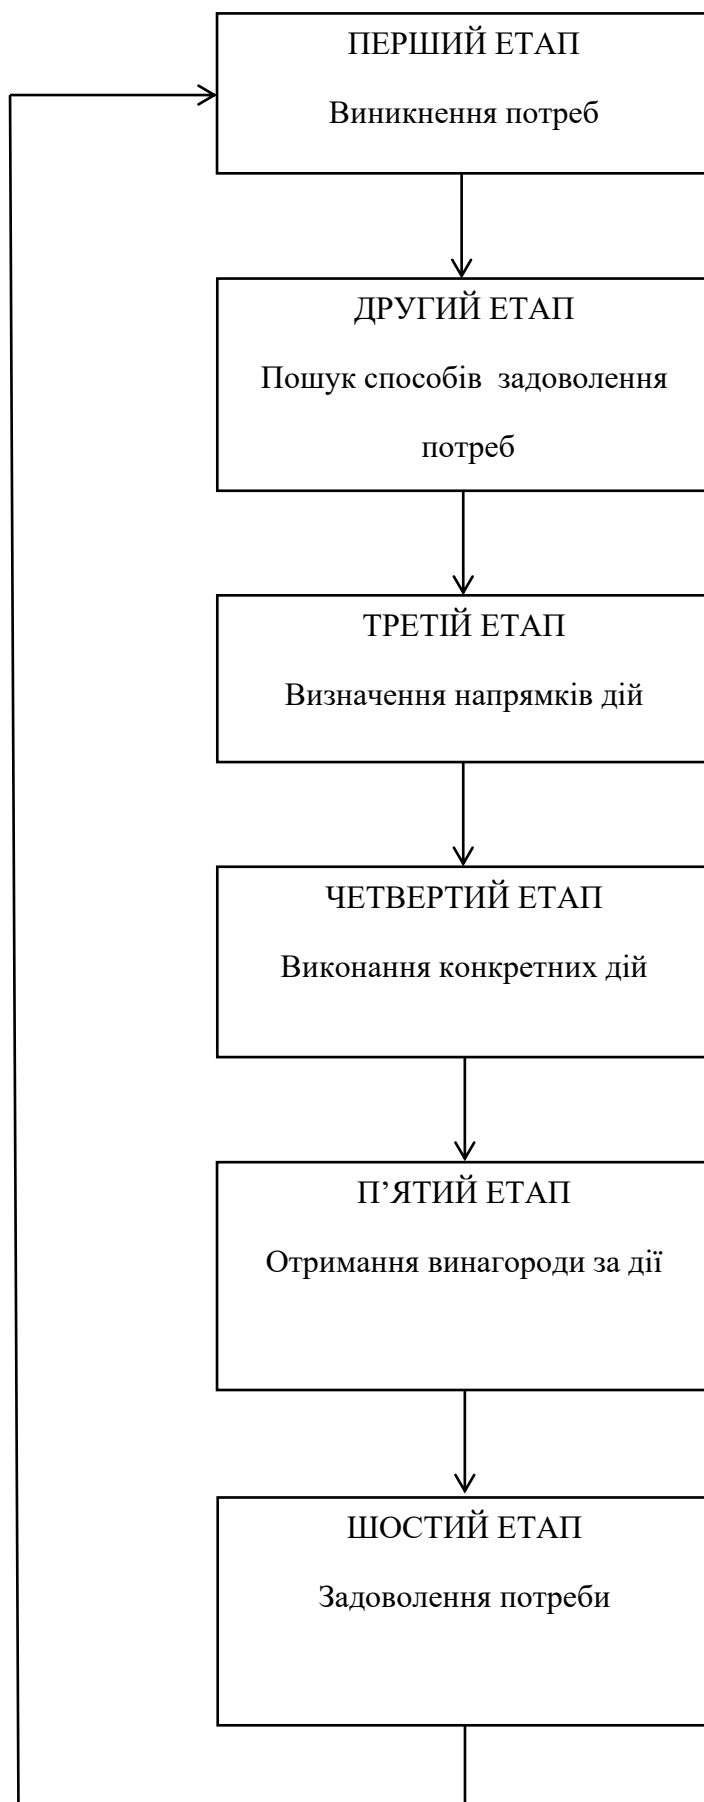 ПЕРШИЙ ЕТАП
Виникнення потреб
ДРУГИЙ ЕТАП
Пошук способів задоволення
потреб
ТРЕТІЙ ЕТАП
Визначення напрямків дій
ЧЕТВЕРТИЙ ЕТАП
Виконання конкретних дій
П’ЯТИЙ ЕТАП
Отримання винагороди за дії
ШОСТИЙ ЕТАП
Задоволення потреби